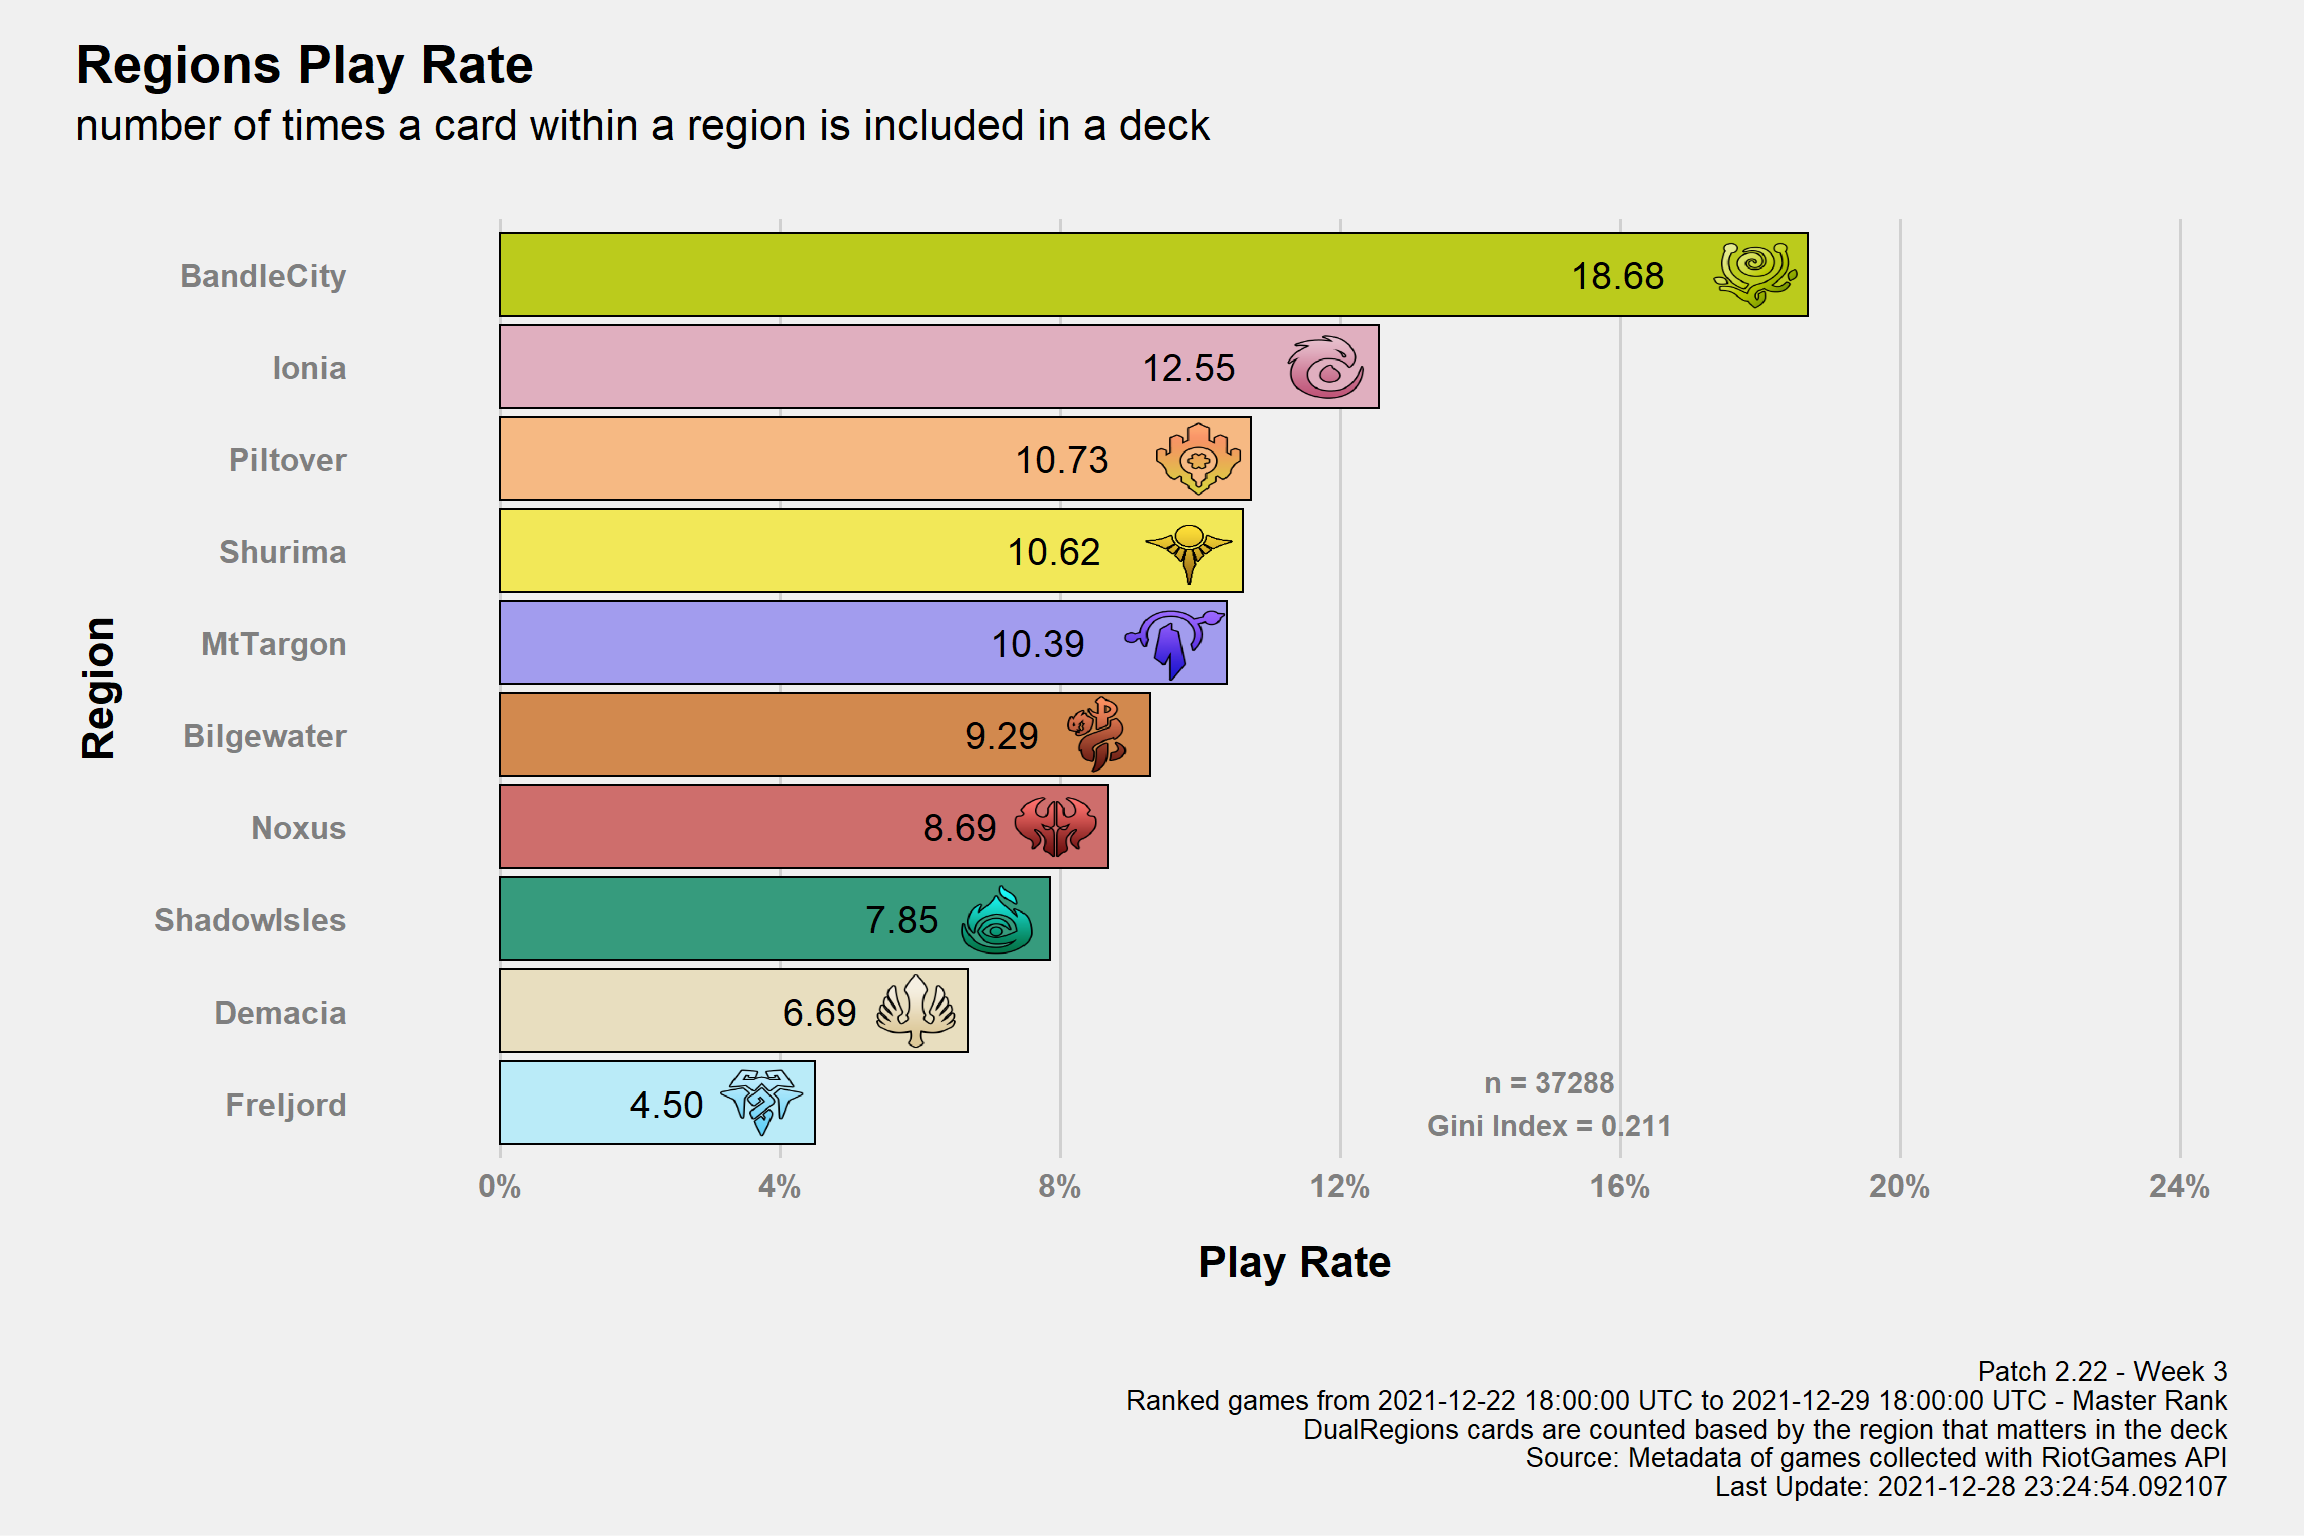 Regions Play Rate
number of times a card within a region is included in a deck
Region
BandleCity 18.68
Ionia 12.55
Piltover 10.73
Shurima 10.62
MtTargon 10.39
Bilgewater 9.29
Noxus 8.69
ShadowIsles 7.85
Demacia 6.69
Freljord 4.50
n = 37288
Gini Index = 0.211
0% 4% 8% 12% 16% 20% 24%
Play Rate
Patch 2.22 - Week 3
Ranked games from 2021-12-22 18:00:00 UTC to 2021-12-29 18:00:00 UTC - Master Rank
DualRegions cards are counted based by the region that matters in the deck
Source: Metadata of games collected with RiotGames API
Last Update: 2021-12-28 23:24:54.092107